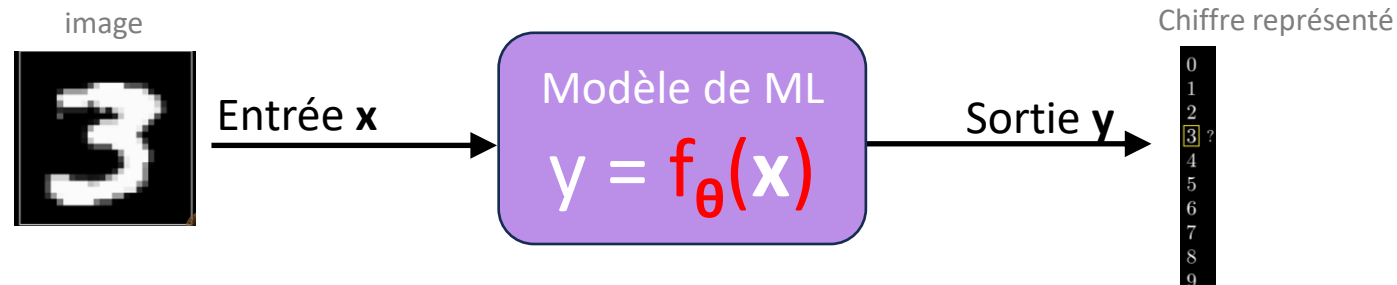 image
3
Entrée x
Modèle de ML
y = fθ(x)
Sortie y
Chiffre représenté
0
1
2
3 ?
4
5
6
7
8
9